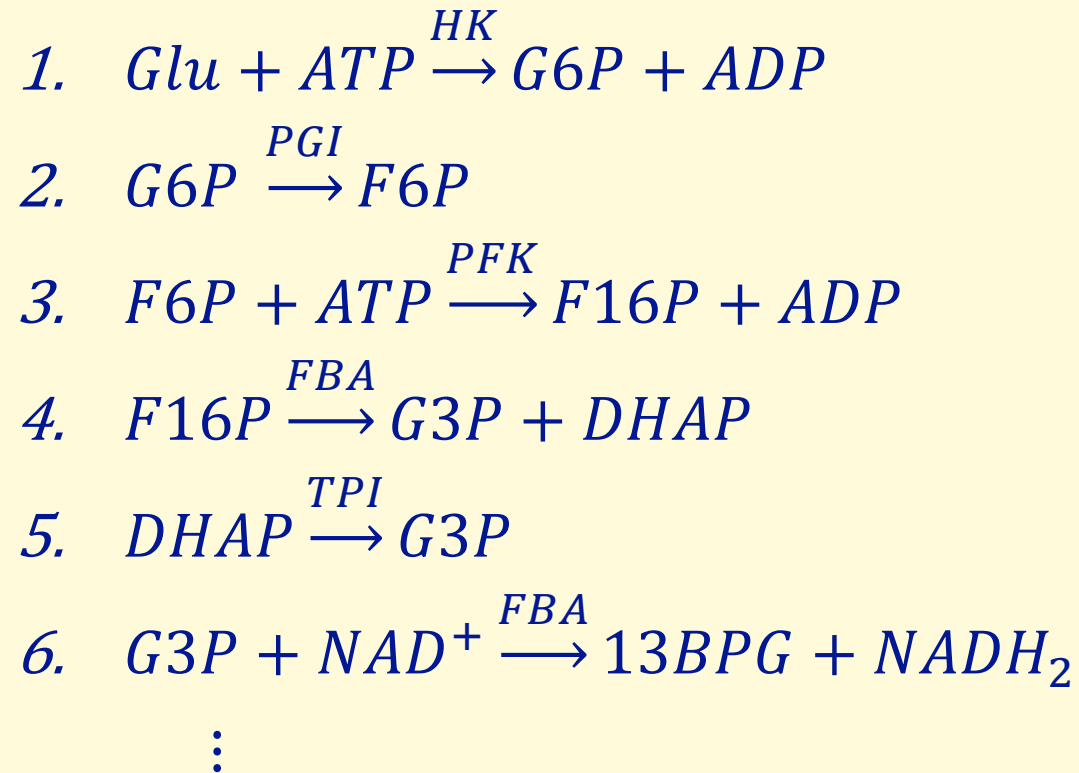 HK
1. Glu + ATP ⟶ G6P + ADP
PGI
2. G6P ⟶ F6P
PFK
3. F6P + ATP ⟶ F16P + ADP
FBA
4. F16P ⟶ G3P + DHAP
TPI
5. DHAP ⟶ G3P
FBA
6. G3P + NAD⁺ ⟶ 13BPG + NADH₂
⋮